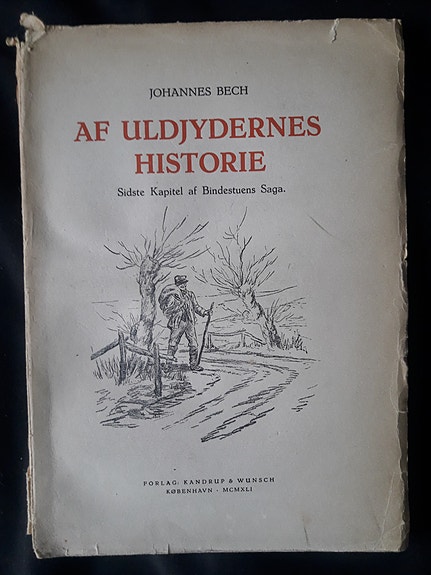 JOHANNES BECH
AF ULDJYDERNES
HISTORIE
Sidste Kapitel af Bindestuens Saga.
FORLAG: KANDRUP & WUNSCH
KØBENHAVN · MCMXLI